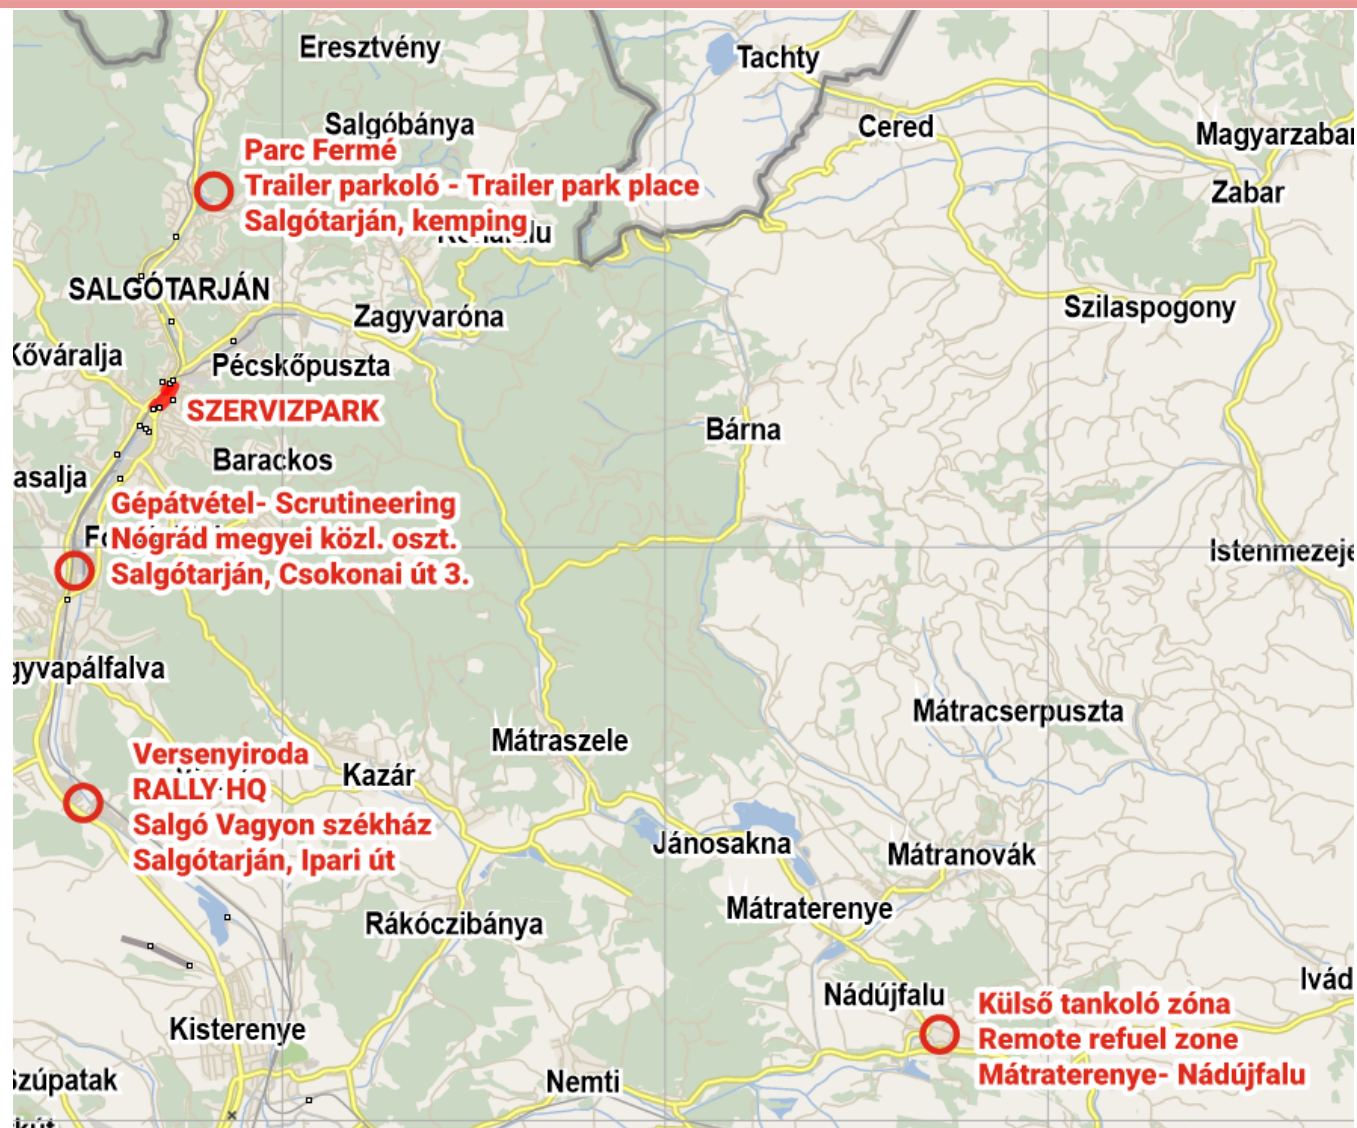 Eresztvény
Tachty
Salgóbánya
Cered
Magyarzabar
Parc Fermé
Trailer parkoló - Trailer park place
Salgótarján, kemping
Zabar
SALGÓTARJÁN
Zagyvaróna
Szilaspogony
Kőváralja
Pécskőpuszta
SZERVIZPARK
Bárna
Barackos
asalja
Gépátvétel- Scrutineering
Nógrád megyei közl. oszt.
Salgótarján, Csokonai út 3.
Istenmezeje
gyvapálfalva
Mátracserpuszta
Mátraszele
Versenyiroda
RALLY HQ
Salgó Vagyon székház
Salgótarján, Ipari út
Kazár
Jánosakna
Mátranovák
Mátraterenye
Rákóczibánya
Ivád
Nádújfalu
Külső tankoló zóna
Remote refuel zone
Mátraterenye- Nádújfalu
Kisterenye
Szúpatak
Nemti